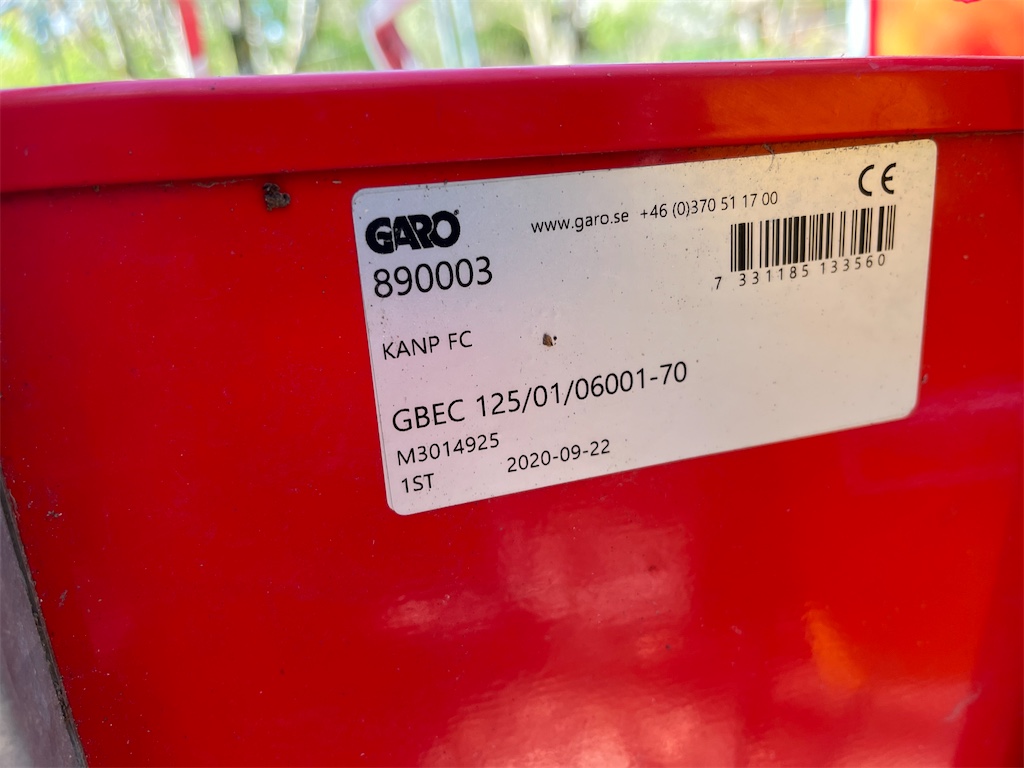 GARO www.garo.se +46 (0)370 51 17 00 CE
890003
7 331185 133560
KANP FC
GBEC 125/01/06001-70
M3014925
1ST 2020-09-22